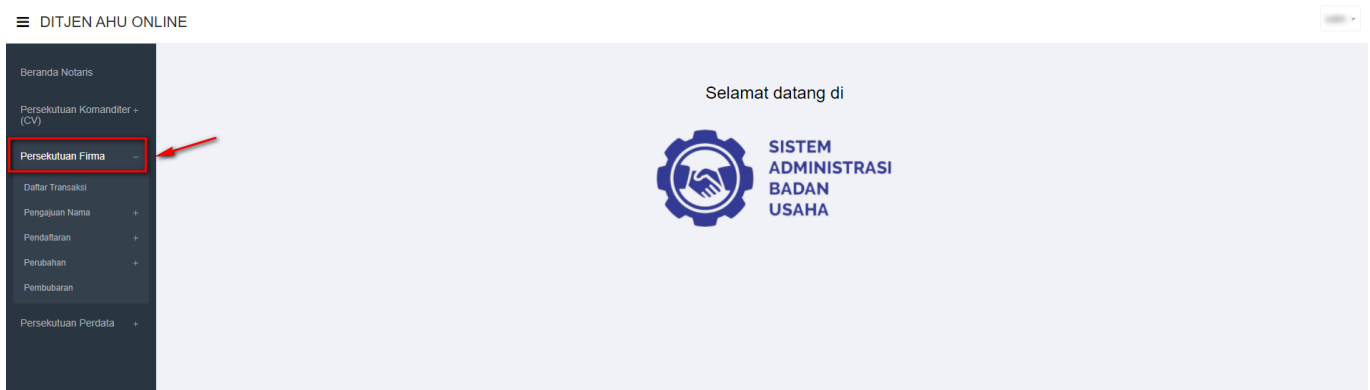 DITJEN AHU ONLINE
Beranda Notaris
Persekutuan Komanditer +
(CV)
Persekutuan Firma –
Daftar Transaksi
Pengajuan Nama +
Pendaftaran +
Perubahan +
Pembubaran
Persekutuan Perdata +
Selamat datang di
SISTEM
ADMINISTRASI
BADAN
USAHA